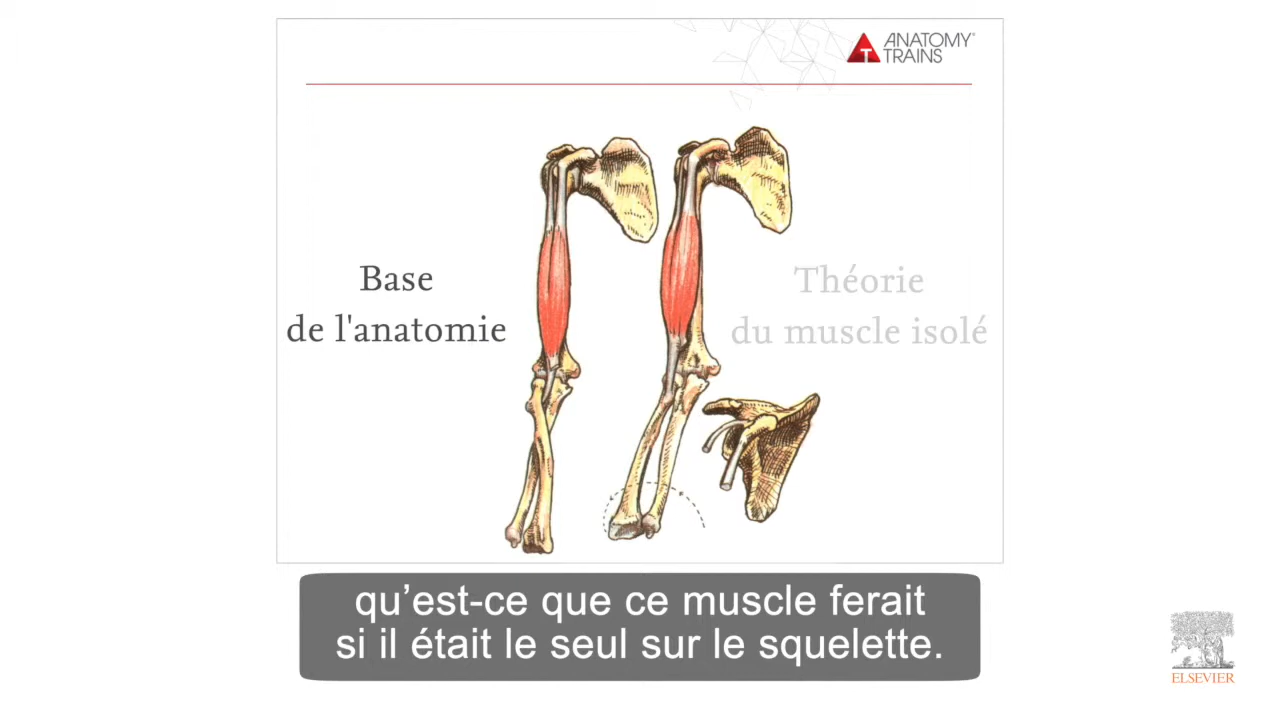 ANATOMY
TRAINS
Base
de l'anatomie
Théorie
du muscle isolé
qu’est-ce que ce muscle ferait
si il était le seul sur le squelette.
ELSEVIER